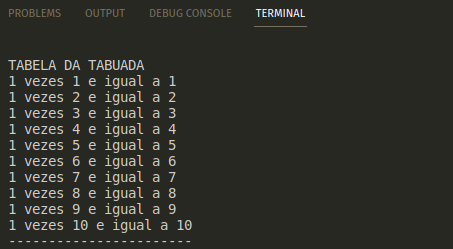 PROBLEMS OUTPUT DEBUG CONSOLE TERMINAL
TABELA DA TABUADA
1 vezes 1 e igual a 1
1 vezes 2 e igual a 2
1 vezes 3 e igual a 3
1 vezes 4 e igual a 4
1 vezes 5 e igual a 5
1 vezes 6 e igual a 6
1 vezes 7 e igual a 7
1 vezes 8 e igual a 8
1 vezes 9 e igual a 9
1 vezes 10 e igual a 10
-----------------------